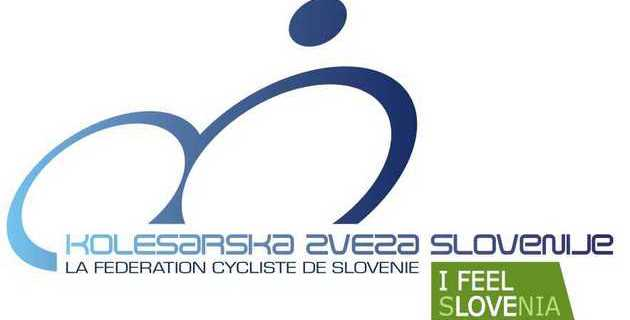 KOLESARSKA ZVEZA SLOVENIJE
LA FEDERATION CYCLISTE DE SLOVENIE
I FEEL
SLOVENIA